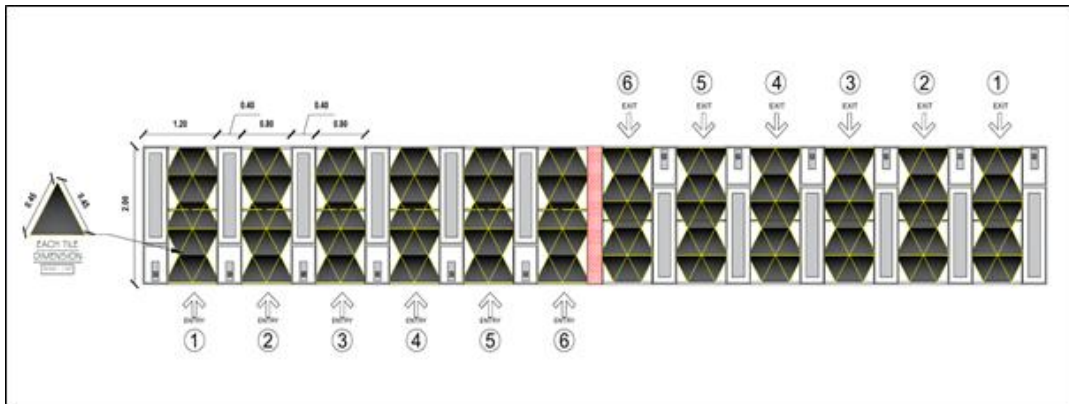 6 5 4 3 2 1
EXIT EXIT EXIT EXIT EXIT EXIT
0.40 0.40
1.20 0.80 0.80
2.00
0.45 0.45
EACH TILE
DIMENSION
ENTRY ENTRY ENTRY ENTRY ENTRY ENTRY
1 2 3 4 5 6